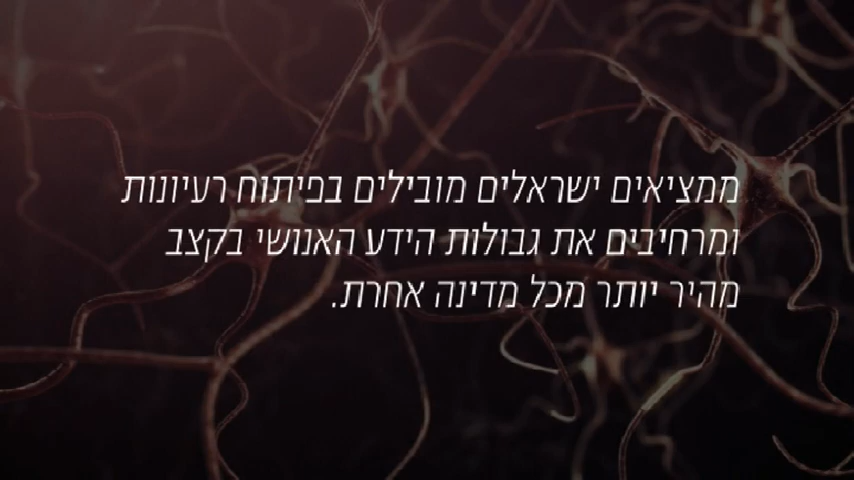 ממציאים ישראלים מובילים בפיתוח רעיונות
ומרחיבים את גבולות הידע האנושי בקצב
מהיר יותר מכל מדינה אחרת.